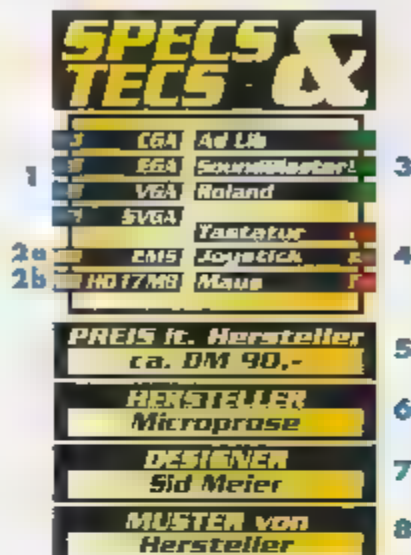 SPECS &
TECS
CGA Ad Lib
EGA SoundBlaster
1 VGA Roland 3
SVGA
Tastatur
2a EMS Joystick 4
2b HD 17MB Maus
PREIS lt. Hersteller 5
ca. DM 90,-
HERSTELLER 6
Microprose
DESIGNER 7
Sid Meier
MUSTER von 8
Hersteller